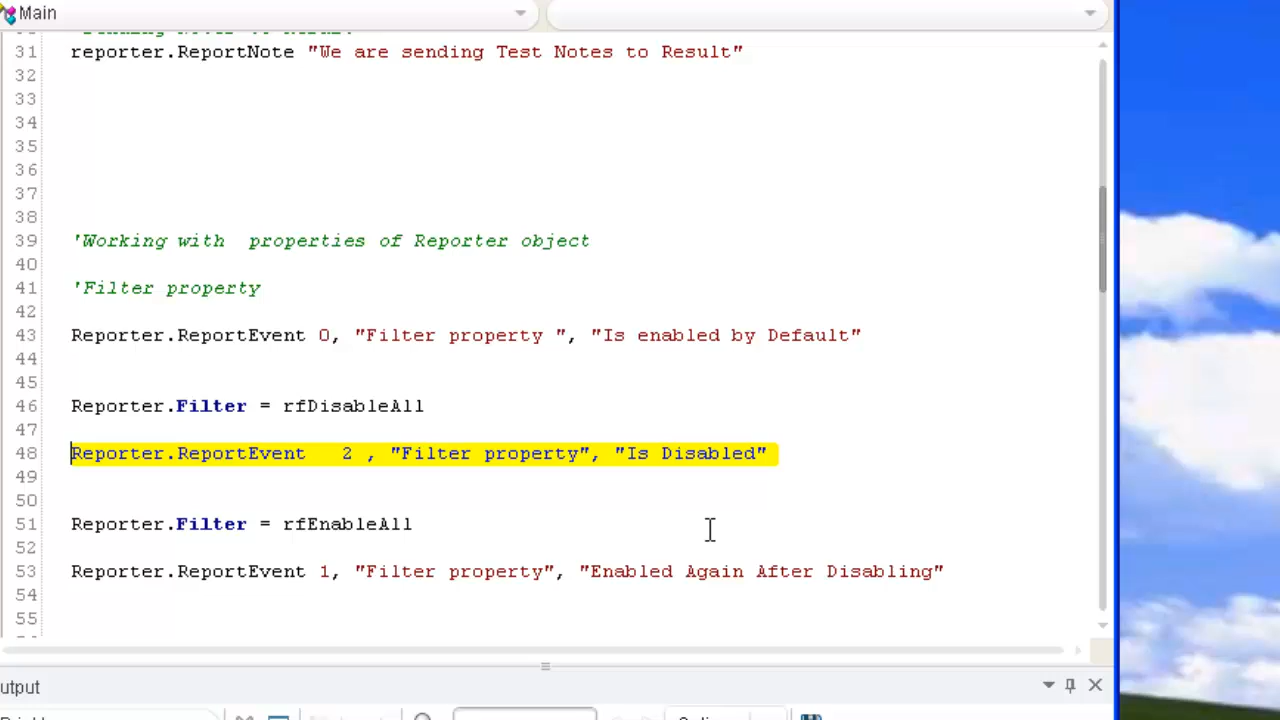 Main
31 reporter.ReportNote "We are sending Test Notes to Result"
32
33
34
35
36
37
38
39 'Working with  properties of Reporter object
40
41 'Filter property
42
43 Reporter.ReportEvent 0, "Filter property ", "Is enabled by Default"
44
45
46 Reporter.Filter = rfDisableAll
47
48 Reporter.ReportEvent   2 , "Filter property", "Is Disabled"
49
50
51 Reporter.Filter = rfEnableAll
52
53 Reporter.ReportEvent 1, "Filter property", "Enabled Again After Disabling"
54
55
utput